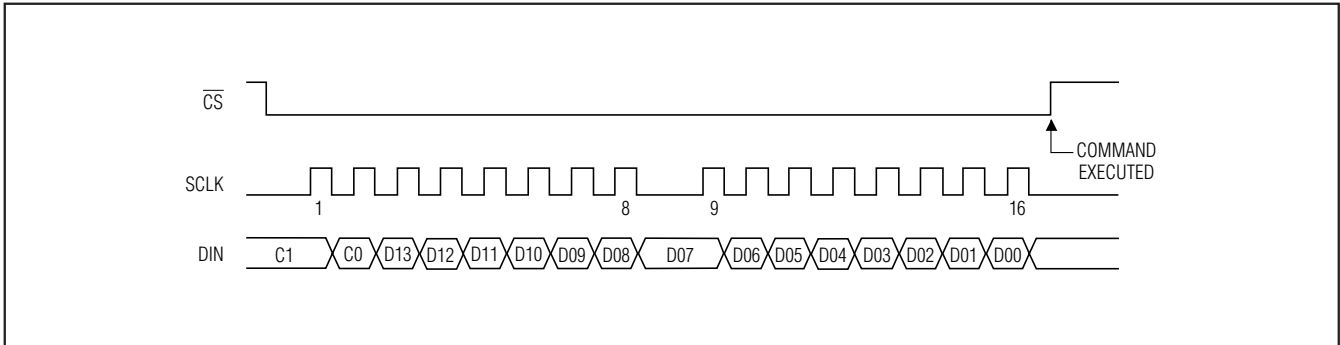 CS
COMMAND
EXECUTED
SCLK
1 8 9 16
DIN C1 C0 D13 D12 D11 D10 D09 D08 D07 D06 D05 D04 D03 D02 D01 D00